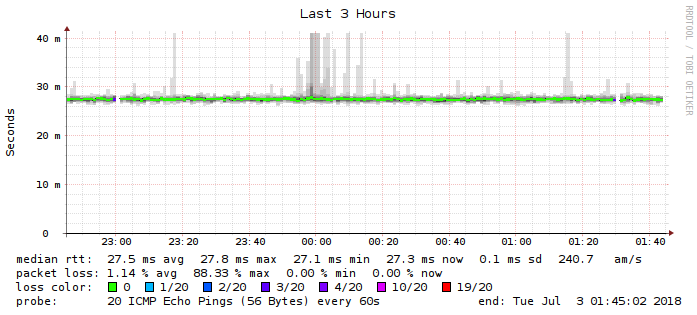 Last 3 Hours
RRDTOOL / TOBI OETIKER
Seconds
40 m
30 m
20 m
10 m
0
23:00 23:20 23:40 00:00 00:20 00:40 01:00 01:20 01:40
median rtt: 27.5 ms avg 27.8 ms max 27.1 ms min 27.3 ms now 0.1 ms sd 240.7 am/s
packet loss: 1.14 % avg 88.33 % max 0.00 % min 0.00 % now
loss color: 0 1/20 2/20 3/20 4/20 10/20 19/20
probe: 20 ICMP Echo Pings (56 Bytes) every 60s end: Tue Jul 3 01:45:02 2018